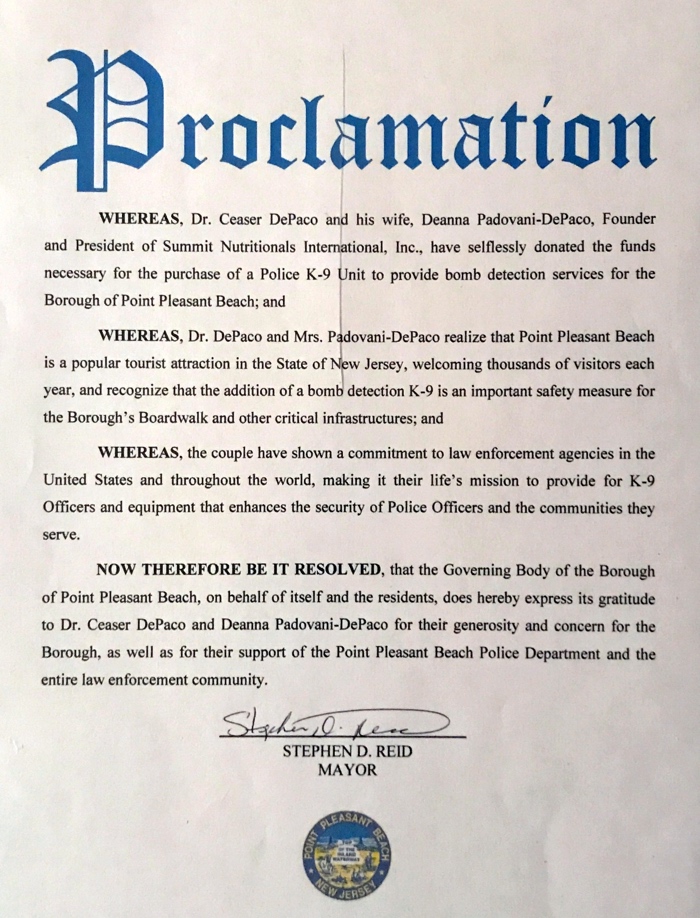 Proclamation
WHEREAS, Dr. Ceaser DePaco and his wife, Deanna Padovani-DePaco, Founder
and President of Summit Nutritionals International, Inc., have selflessly donated the funds
necessary for the purchase of a Police K-9 Unit to provide bomb detection services for the
Borough of Point Pleasant Beach; and
WHEREAS, Dr. DePaco and Mrs. Padovani-DePaco realize that Point Pleasant Beach
is a popular tourist attraction in the State of New Jersey, welcoming thousands of visitors each
year, and recognize that the addition of a bomb detection K-9 is an important safety measure for
the Borough's Boardwalk and other critical infrastructures; and
WHEREAS, the couple have shown a commitment to law enforcement agencies in the
United States and throughout the world, making it their life's mission to provide for K-9
Officers and equipment that enhances the security of Police Officers and the communities they
serve.
NOW THEREFORE BE IT RESOLVED, that the Governing Body of the Borough
of Point Pleasant Beach, on behalf of itself and the residents, does hereby express its gratitude
to Dr. Ceaser DePaco and Deanna Padovani-DePaco for their generosity and concern for the
Borough, as well as for their support of the Point Pleasant Beach Police Department and the
entire law enforcement community.
Stephen D. Reid
STEPHEN D. REID
MAYOR
POINT PLEASANT BEACH
NEW JERSEY